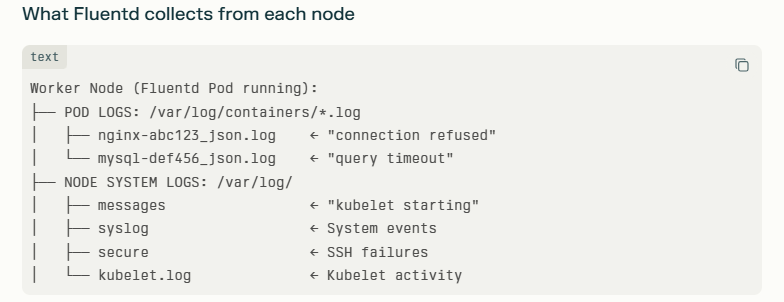 What Fluentd collects from each node
text
Worker Node (Fluentd Pod running):
├── POD LOGS: /var/log/containers/*.log
│   ├── nginx-abc123_json.log    ← "connection refused"
│   └── mysql-def456_json.log    ← "query timeout"
├── NODE SYSTEM LOGS: /var/log/
│   ├── messages                 ← "kubelet starting"
│   ├── syslog                   ← System events
│   ├── secure                   ← SSH failures
│   └── kubelet.log              ← Kubelet activity